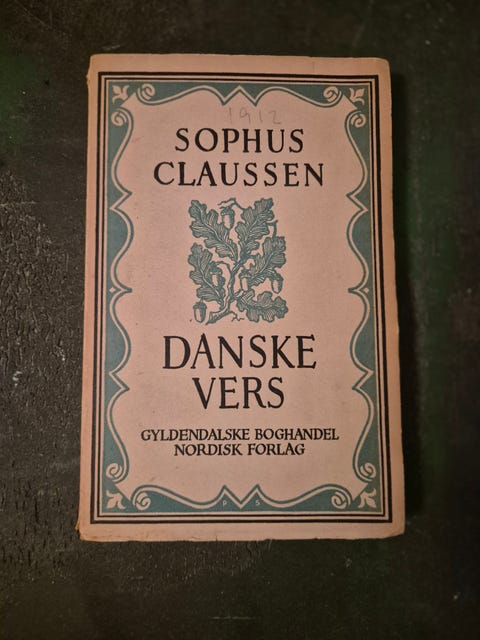 1912
SOPHUS
CLAUSSEN
DANSKE
VERS
GYLDENDALSKE BOGHANDEL
NORDISK FORLAG
P S